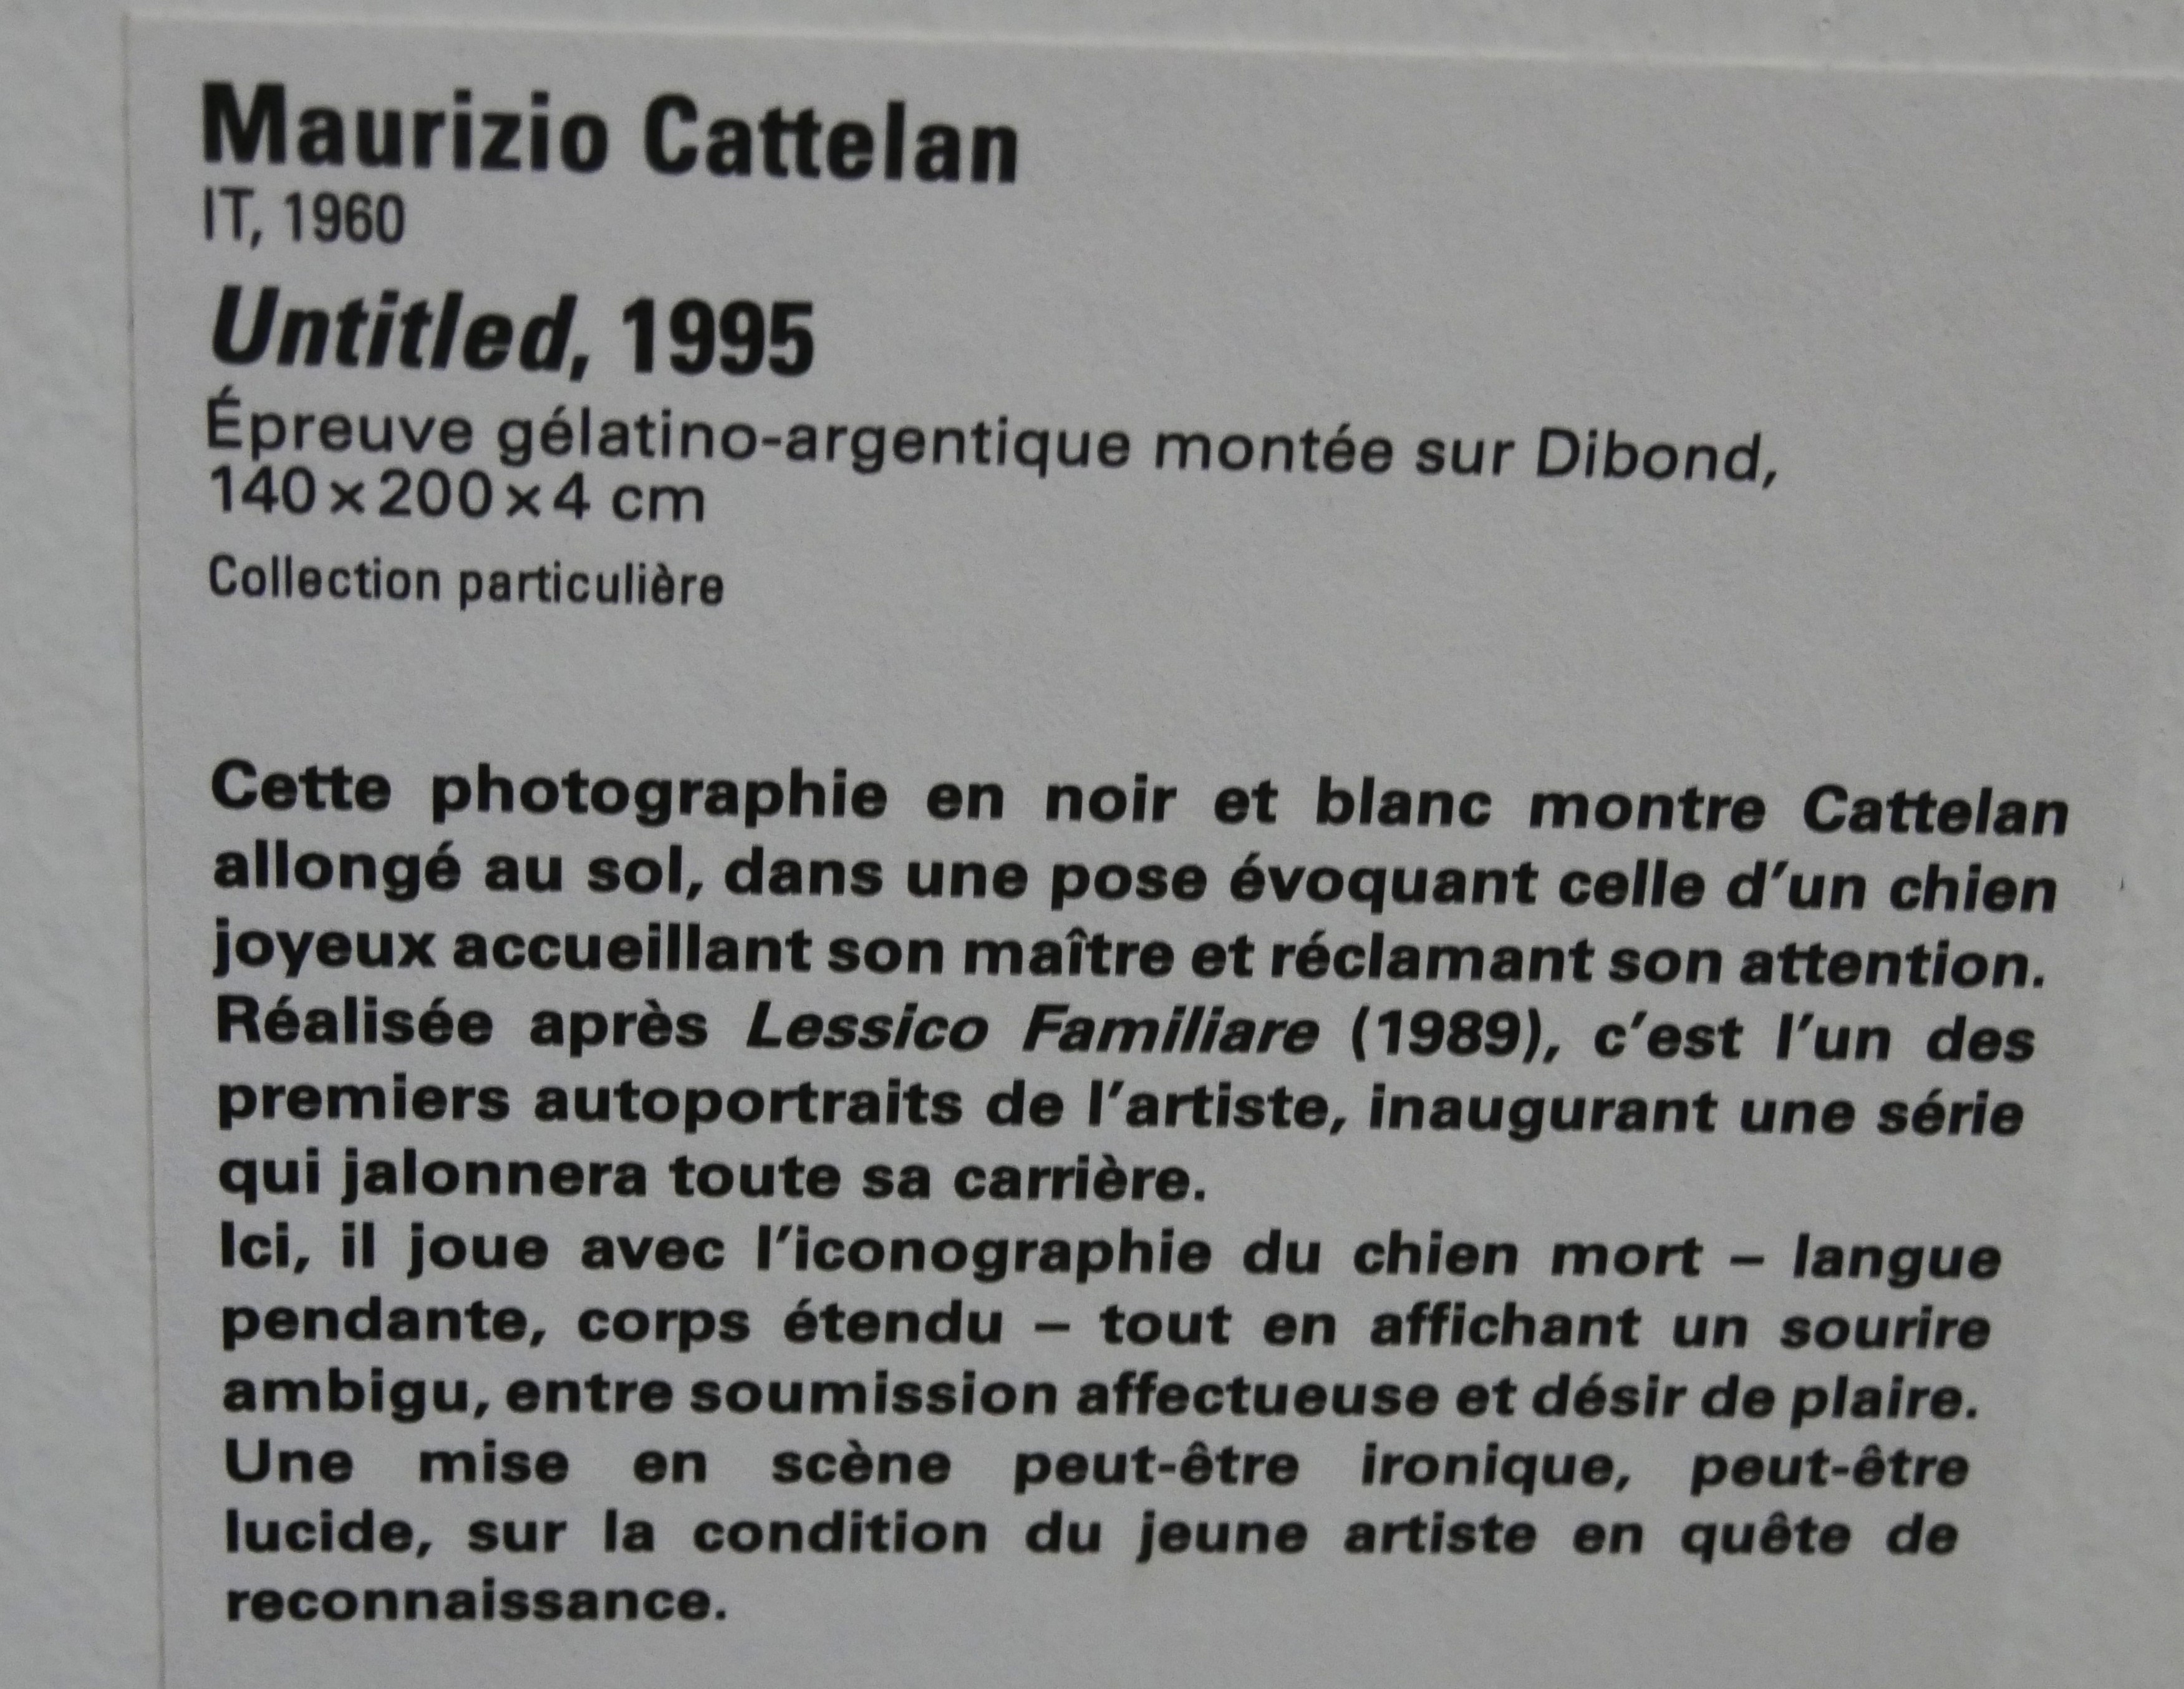 Maurizio Cattelan
IT, 1960
Untitled, 1995
Épreuve gélatino-argentique montée sur Dibond,
140 × 200 × 4 cm
Collection particulière
Cette photographie en noir et blanc montre Cattelan
allongé au sol, dans une pose évoquant celle d’un chien
joyeux accueillant son maître et réclamant son attention.
Réalisée après Lessico Familiare (1989), c’est l’un des
premiers autoportraits de l’artiste, inaugurant une série
qui jalonnera toute sa carrière.
Ici, il joue avec l’iconographie du chien mort – langue
pendante, corps étendu – tout en affichant un sourire
ambigu, entre soumission affectueuse et désir de plaire.
Une mise en scène peut-être ironique, peut-être
lucide, sur la condition du jeune artiste en quête de
reconnaissance.